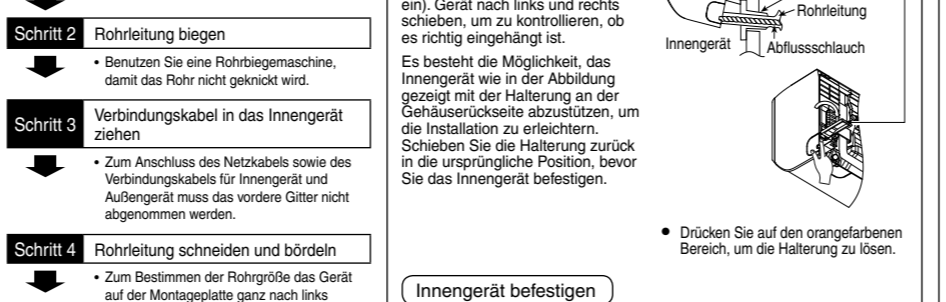 Schritt 2 Rohrleitung biegen
• Benutzen Sie eine Rohrbiegemaschine,
damit das Rohr nicht geknickt wird.
Schritt 3 Verbindungskabel in das Innengerät
ziehen
• Zum Anschluss des Netzkabels sowie des
Verbindungskabels für Innengerät und
Außengerät muss das vordere Gitter nicht
abgenommen werden.
Schritt 4 Rohrleitung schneiden und bördeln
• Zum Bestimmen der Rohrgröße das Gerät
auf der Montageplatte ganz nach links
ein). Gerät nach links und rechts
schieben, um zu kontrollieren, ob
es richtig eingehängt ist.
Es besteht die Möglichkeit, das
Innengerät wie in der Abbildung
gezeigt mit der Halterung an der
Gehäuserückseite abzustützen, um
die Installation zu erleichtern.
Schieben Sie die Halterung zurück
in die ursprüngliche Position, bevor
Sie das Innengerät befestigen.
Innengerät befestigen
Rohrleitung
Innengerät Abflussschlauch
• Drücken Sie auf den orangefarbenen
Bereich, um die Halterung zu lösen.